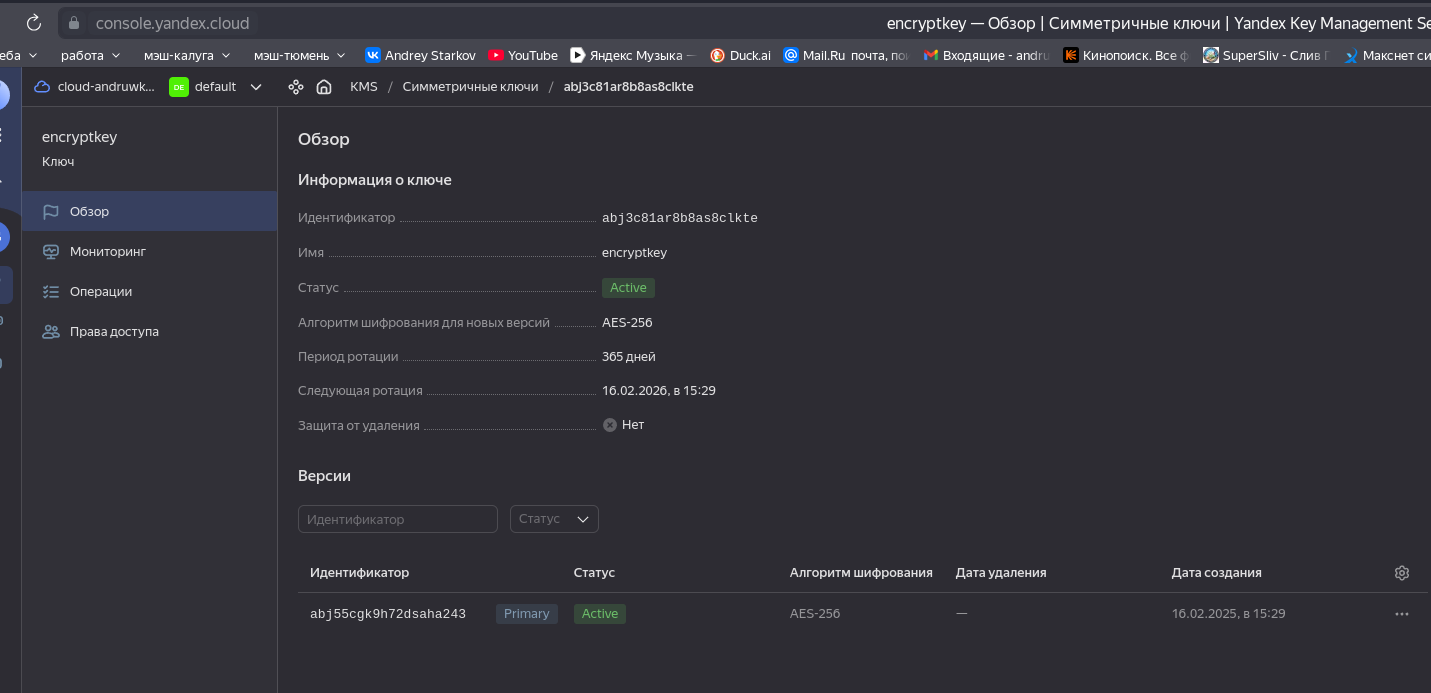 console.yandex.cloud encryptkey — Обзор | Симметричные ключи | Yandex Key Management Se
еба работа мэш-калуга мэш-тюмень Andrey Starkov YouTube Яндекс Музыка — Duck.ai Mail.Ru почта, пои Входящие - andru Кинопоиск. Все ф SuperSliv - Слив П Макснет си
cloud-andruwk... DE default KMS / Симметричные ключи / abj3c81ar8b8as8clkte
encryptkey
Ключ
Обзор
Мониторинг
Операции
Права доступа
Обзор
Информация о ключе
Идентификатор abj3c81ar8b8as8clkte
Имя encryptkey
Статус Active
Алгоритм шифрования для новых версий AES-256
Период ротации 365 дней
Следующая ротация 16.02.2026, в 15:29
Защита от удаления Нет
Версии
Идентификатор Статус
Идентификатор Статус Алгоритм шифрования Дата удаления Дата создания
abj55cgk9h72dsaha243 Primary Active AES-256 — 16.02.2025, в 15:29